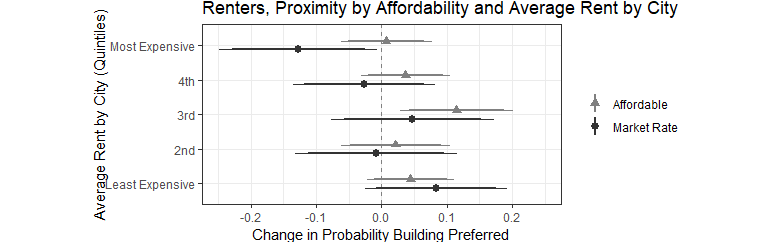 Renters, Proximity by Affordability and Average Rent by City
Average Rent by City (Quintiles)
Most Expensive
4th
3rd
2nd
Least Expensive
-0.2 -0.1 0.0 0.1 0.2
Change in Probability Building Preferred
Affordable
Market Rate